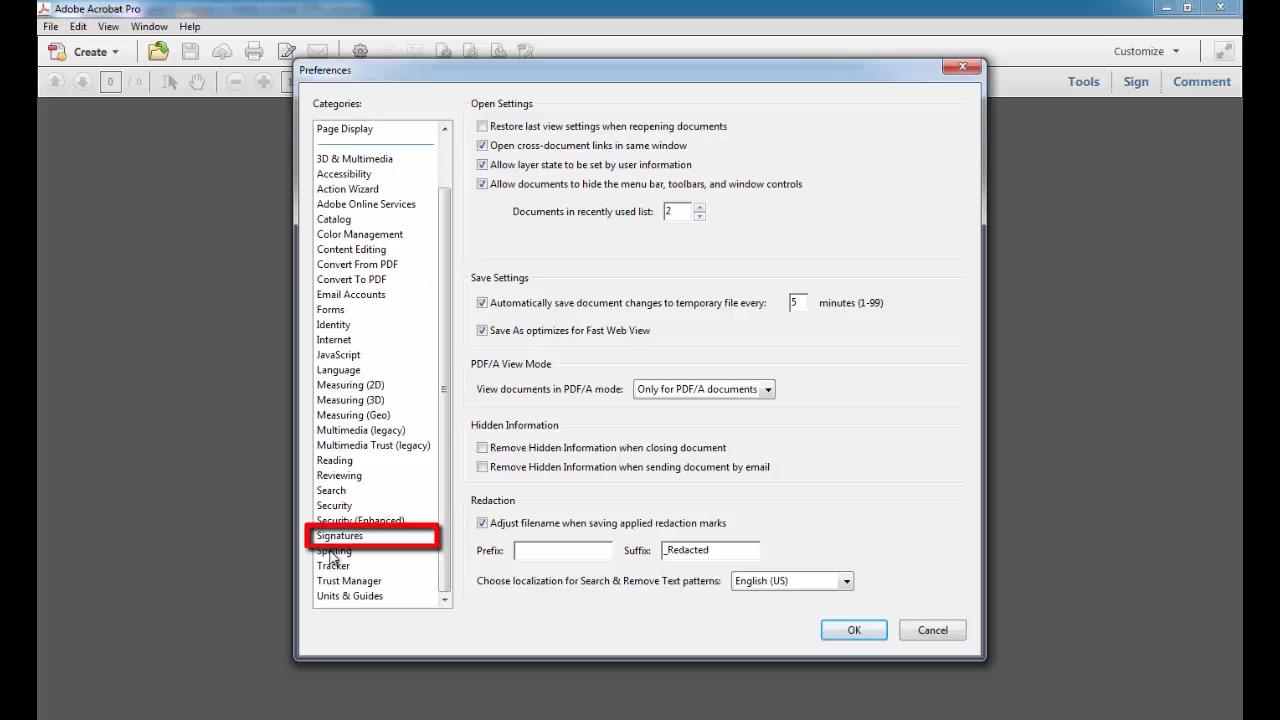 Adobe Acrobat Pro
File Edit View Window Help
Create
Customize
0 / 0
Tools Sign Comment
Preferences
Categories:
Page Display
3D & Multimedia
Accessibility
Action Wizard
Adobe Online Services
Catalog
Color Management
Content Editing
Convert From PDF
Convert To PDF
Email Accounts
Forms
Identity
Internet
JavaScript
Language
Measuring (2D)
Measuring (3D)
Measuring (Geo)
Multimedia (legacy)
Multimedia Trust (legacy)
Reading
Reviewing
Search
Security
Security (Enhanced)
Signatures
Spelling
Tracker
Trust Manager
Units & Guides
Open Settings
Restore last view settings when reopening documents
Open cross-document links in same window
Allow layer state to be set by user information
Allow documents to hide the menu bar, toolbars, and window controls
Documents in recently used list: 2
Save Settings
Automatically save document changes to temporary file every: 5 minutes (1-99)
Save As optimizes for Fast Web View
PDF/A View Mode
View documents in PDF/A mode: Only for PDF/A documents
Hidden Information
Remove Hidden Information when closing document
Remove Hidden Information when sending document by email
Redaction
Adjust filename when saving applied redaction marks
Prefix: Suffix: _Redacted
Choose localization for Search & Remove Text patterns: English (US)
OK Cancel